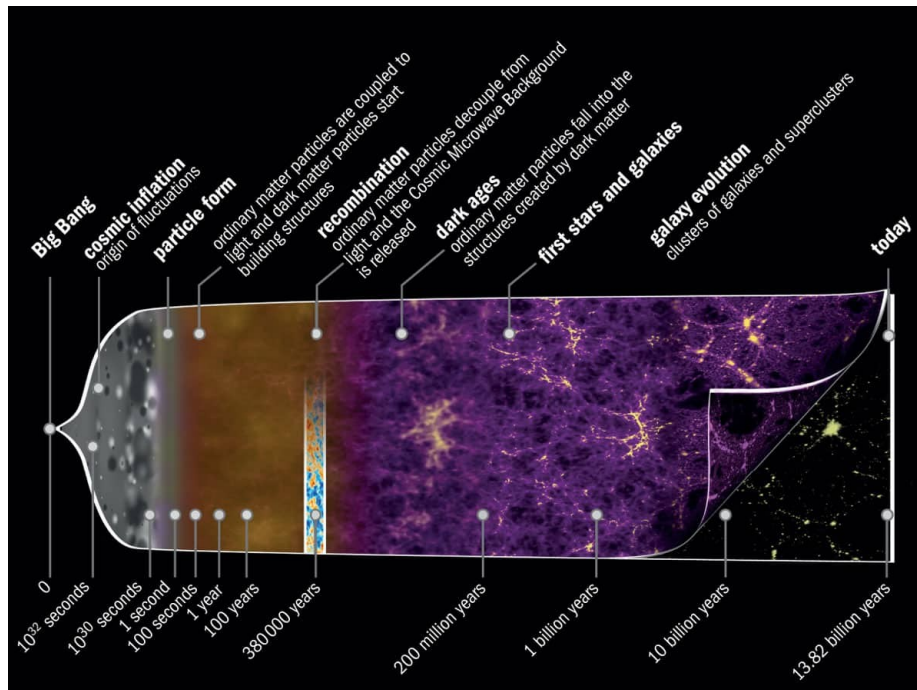 Big Bang
cosmic inflation
origin of fluctuations
particle form
ordinary matter particles are coupled to
light and dark matter particles start
building structures
recombination
ordinary matter particles decouple from
light and the Cosmic Microwave Background
is released
dark ages
ordinary matter particles fall into the
structures created by dark matter
first stars and galaxies
galaxy evolution
clusters of galaxies and superclusters
today
0
10³² seconds
10³⁰ seconds
1 second
100 seconds
1 year
100 years
380 000 years
200 million years
1 billion years
10 billion years
13.82 billion years